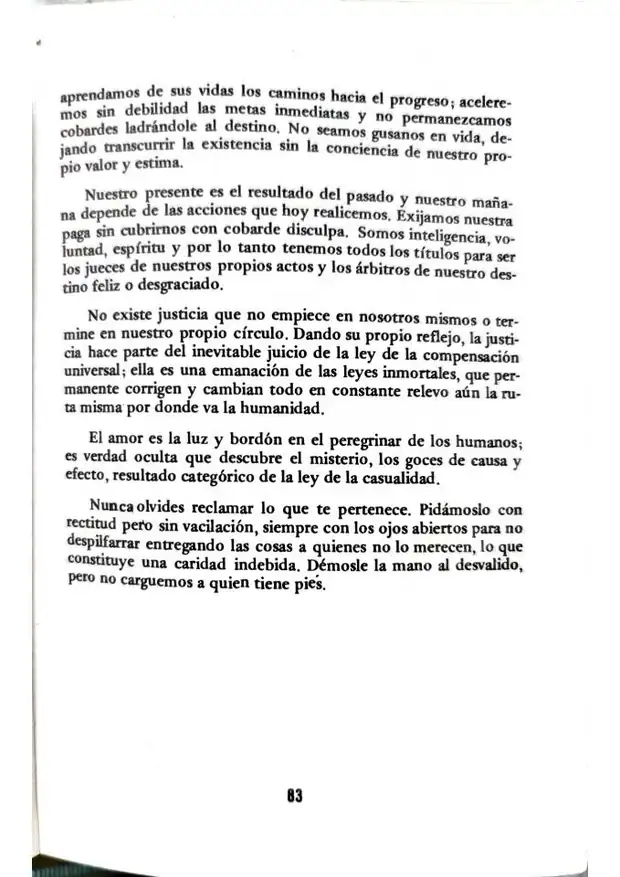 aprendamos de sus vidas los caminos hacia el progreso; acelere-
mos sin debilidad las metas inmediatas y no permanezcamos
cobardes ladrándole al destino. No seamos gusanos en vida, de-
jando transcurrir la existencia sin la conciencia de nuestro pro-
pio valor y estima.
Nuestro presente es el resultado del pasado y nuestro maña-
na depende de las acciones que hoy realicemos. Exijamos nuestra
paga sin cubrirnos con cobarde disculpa. Somos inteligencia, vo-
luntad, espíritu y por lo tanto tenemos todos los títulos para ser
los jueces de nuestros propios actos y los árbitros de nuestro des-
tino feliz o desgraciado.
No existe justicia que no empiece en nosotros mismos o ter-
mine en nuestro propio círculo. Dando su propio reflejo, la justi-
cia hace parte del inevitable juicio de la ley de la compensación
universal; ella es una emanación de las leyes inmortales, que per-
manente corrigen y cambian todo en constante relevo aún la ru-
ta misma por donde va la humanidad.
El amor es la luz y bordón en el peregrinar de los humanos;
es verdad oculta que descubre el misterio, los goces de causa y
efecto, resultado categórico de la ley de la casualidad.
Nunca olvides reclamar lo que te pertenece. Pidámoslo con
rectitud pero sin vacilación, siempre con los ojos abiertos para no
despilfarrar entregando las cosas a quienes no lo merecen, lo que
constituye una caridad indebida. Démosle la mano al desvalido,
pero no carguemos a quien tiene piés.
83